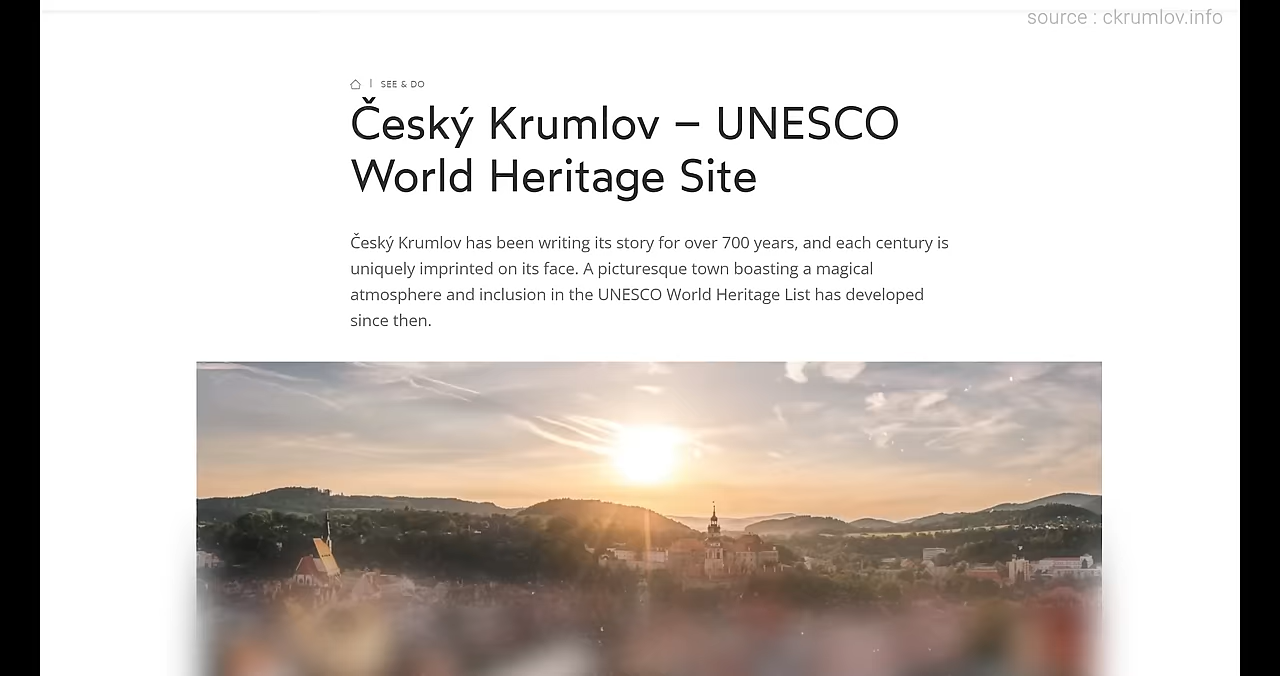 source : ckrumlov.info
SEE & DO
Český Krumlov – UNESCO
World Heritage Site
Český Krumlov has been writing its story for over 700 years, and each century is
uniquely imprinted on its face. A picturesque town boasting a magical
atmosphere and inclusion in the UNESCO World Heritage List has developed
since then.